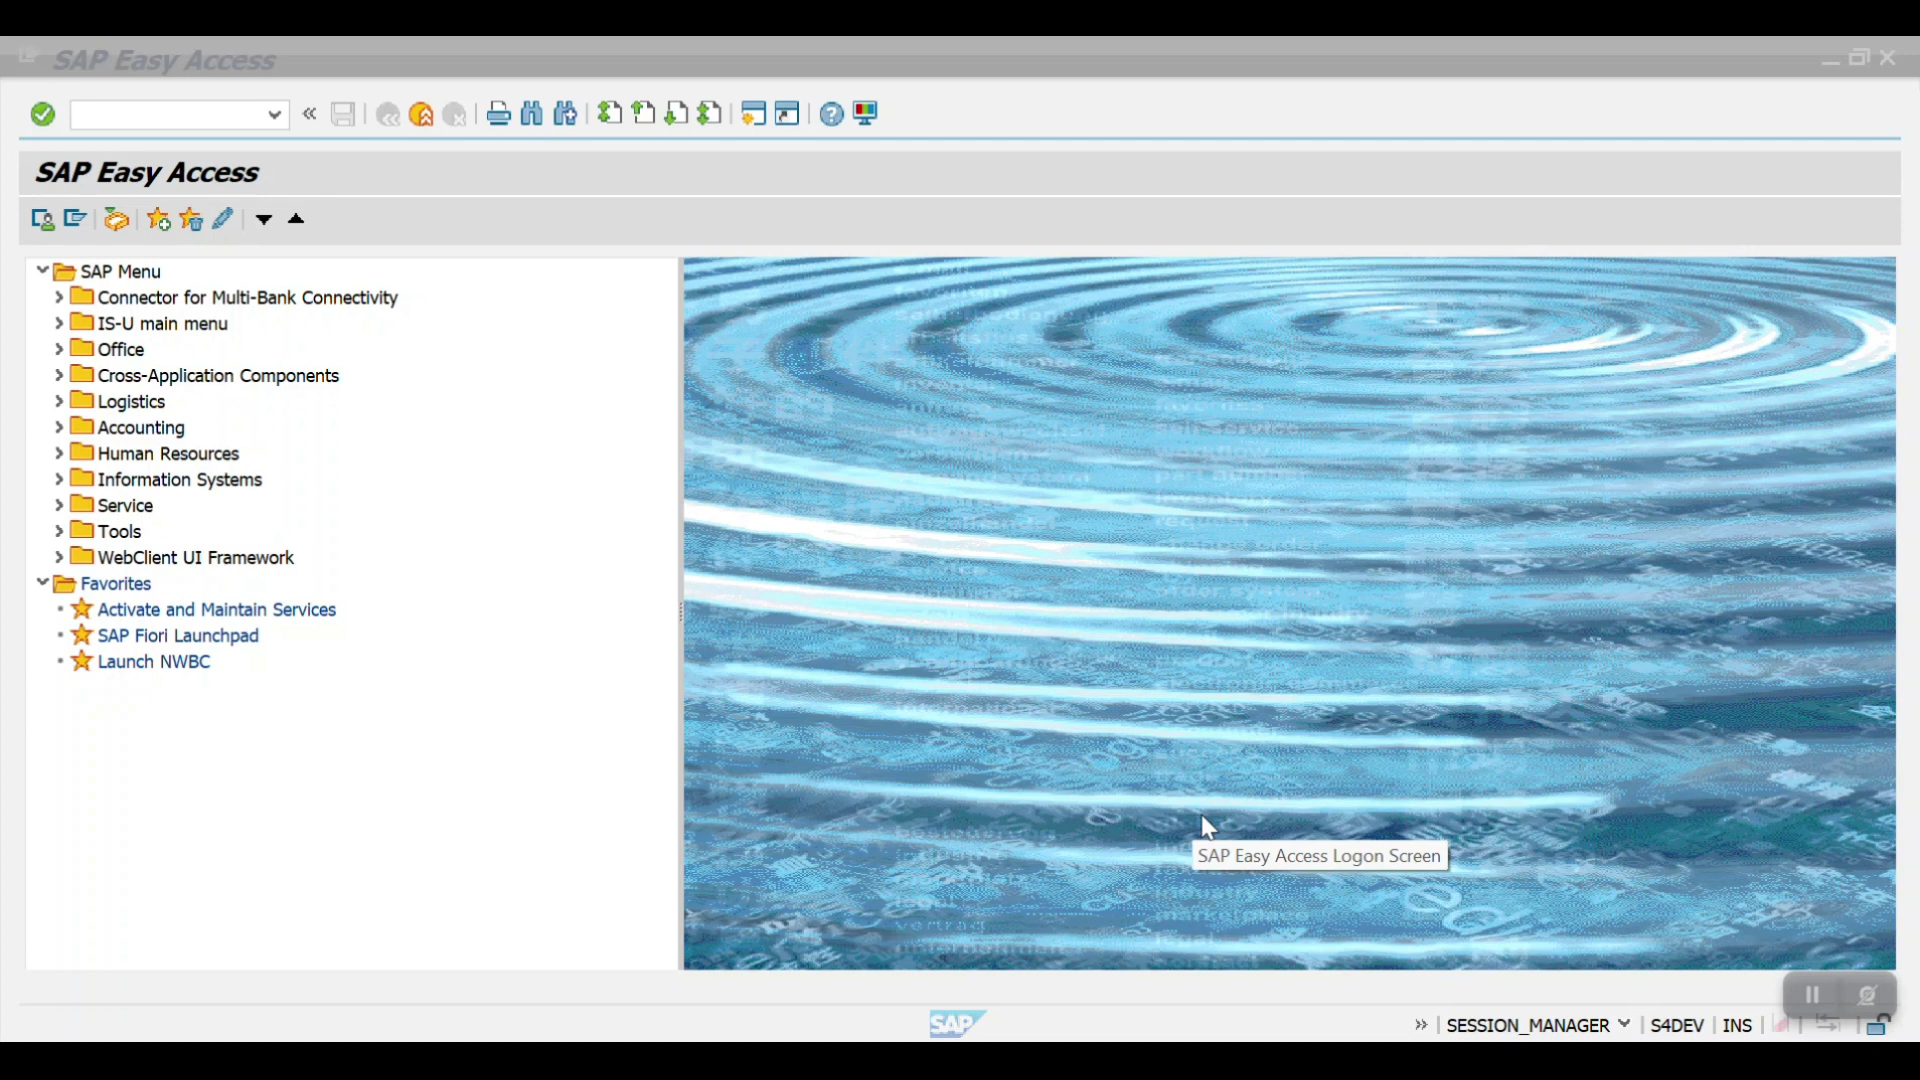 SAP Easy Access
SAP Easy Access
SAP Menu
Connector for Multi-Bank Connectivity
IS-U main menu
Office
Cross-Application Components
Logistics
Accounting
Human Resources
Information Systems
Service
Tools
WebClient UI Framework
Favorites
Activate and Maintain Services
SAP Fiori Launchpad
Launch NWBC
SAP Easy Access Logon Screen
SAP
SESSION_MANAGER
S4DEV
INS